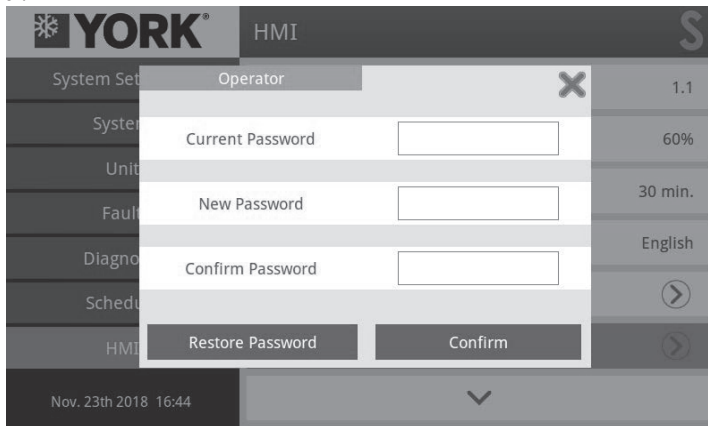 YORK®
HMI
System Set
Operator
1.1
System
Current Password
60%
Unit
New Password
30 min.
Fault
English
Diagno
Confirm Password
Schedu
HMI
Restore Password
Confirm
Nov. 23th 2018 16:44